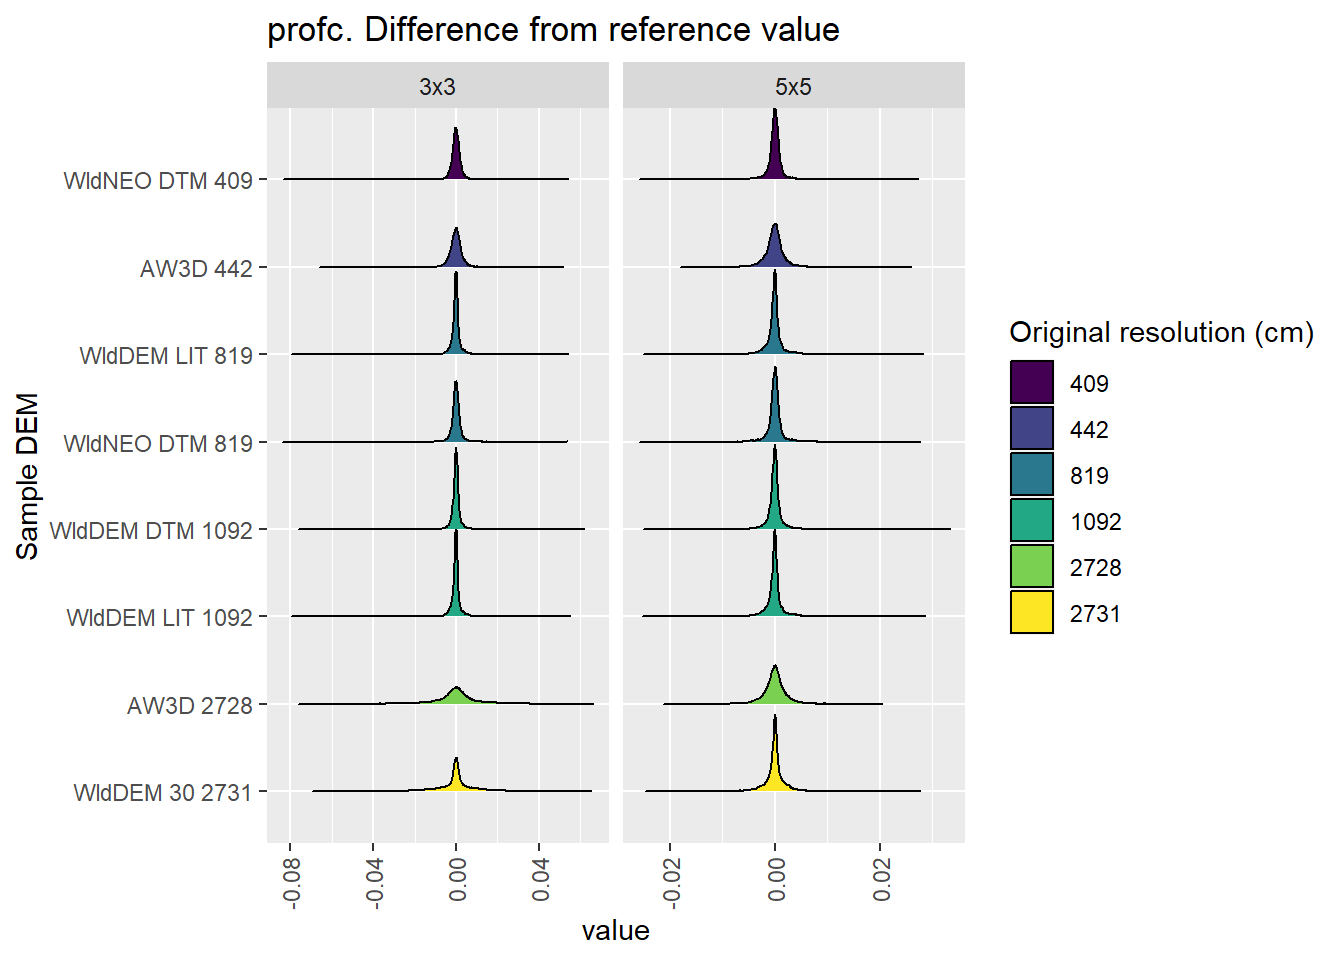 profc. Difference from reference value
3x3
5x5
WldNEO DTM 409
AW3D 442
WldDEM LIT 819
WldNEO DTM 819
WldDEM DTM 1092
WldDEM LIT 1092
AW3D 2728
WldDEM 30 2731
Sample DEM
-0.08
-0.04
0.00
0.04
-0.02
0.00
0.02
value
Original resolution (cm)
409
442
819
1092
2728
2731